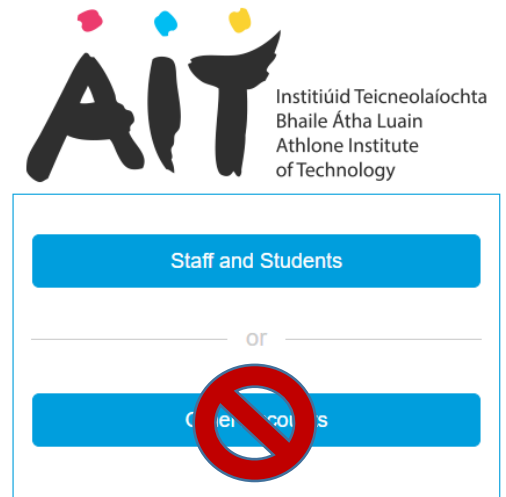 AIT
Institiúid Teicneolaíochta
Bhaile Átha Luain
Athlone Institute
of Technology
Staff and Students
or